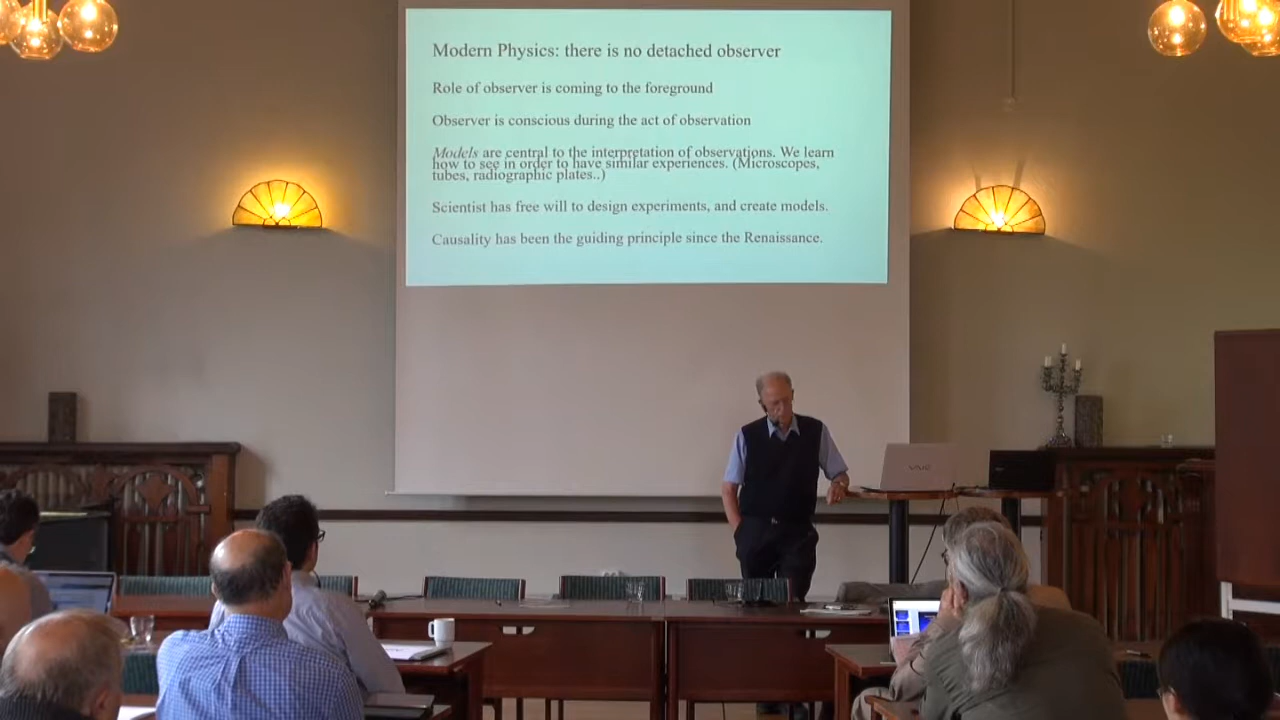 Modern Physics: there is no detached observer
Role of observer is coming to the foreground
Observer is conscious during the act of observation
Models are central to the interpretation of observations. We learn
how to see in order to have similar experiences. (Microscopes,
tubes, radiographic plates..)
Scientist has free will to design experiments, and create models.
Causality has been the guiding principle since the Renaissance.
VAIO